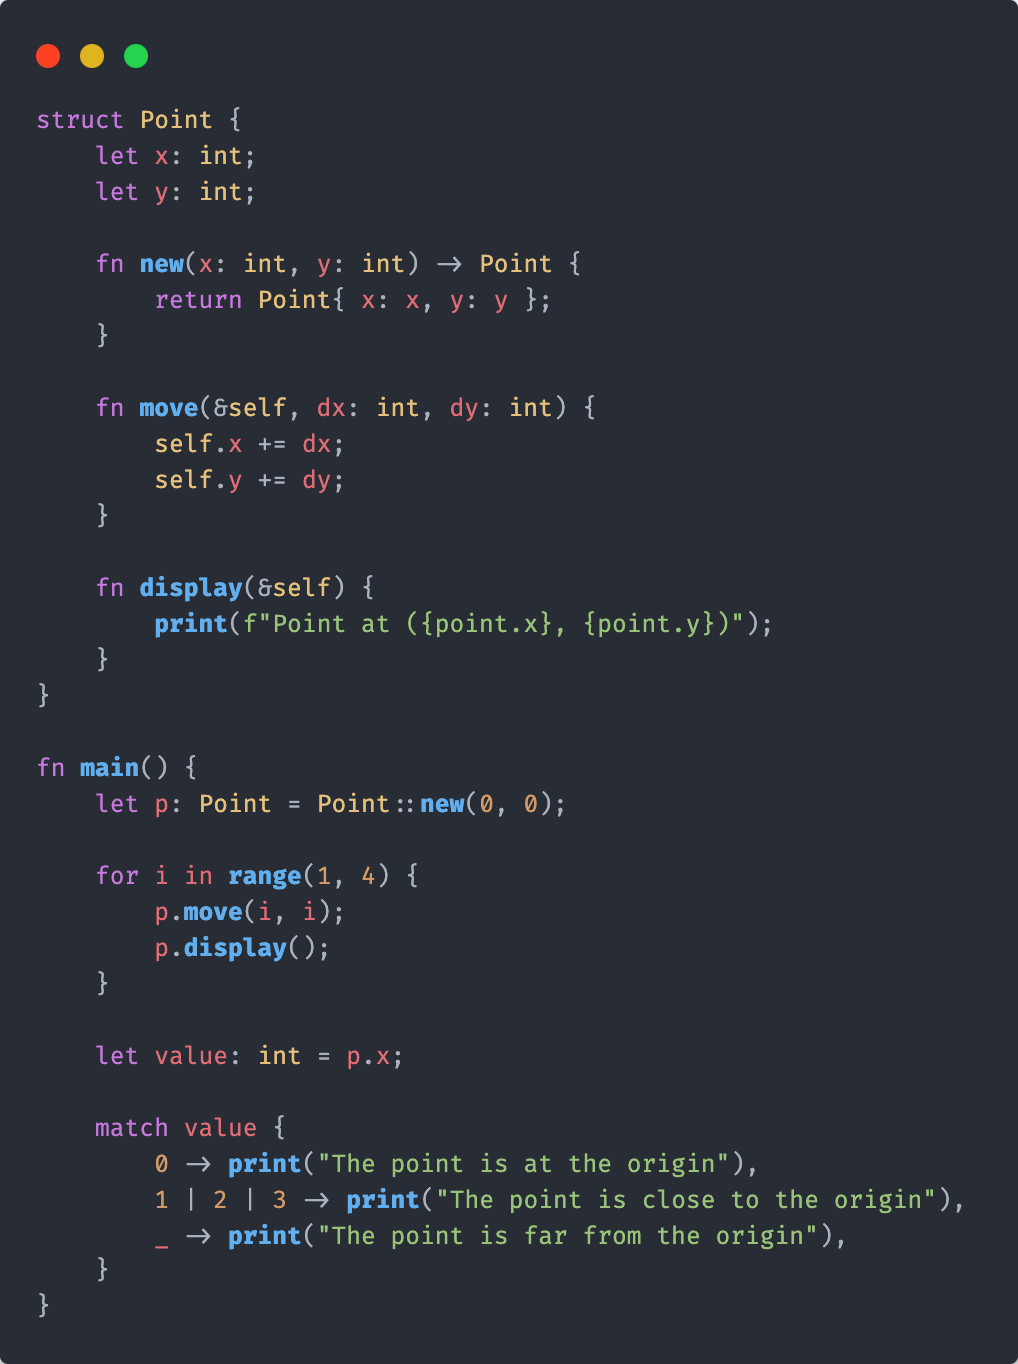 struct Point {
    let x: int;
    let y: int;

    fn new(x: int, y: int) -> Point {
        return Point{ x: x, y: y };
    }

    fn move(&self, dx: int, dy: int) {
        self.x += dx;
        self.y += dy;
    }

    fn display(&self) {
        print(f"Point at ({point.x}, {point.y})");
    }
}

fn main() {
    let p: Point = Point::new(0, 0);

    for i in range(1, 4) {
        p.move(i, i);
        p.display();
    }

    let value: int = p.x;

    match value {
        0 -> print("The point is at the origin"),
        1 | 2 | 3 -> print("The point is close to the origin"),
        _ -> print("The point is far from the origin"),
    }
}